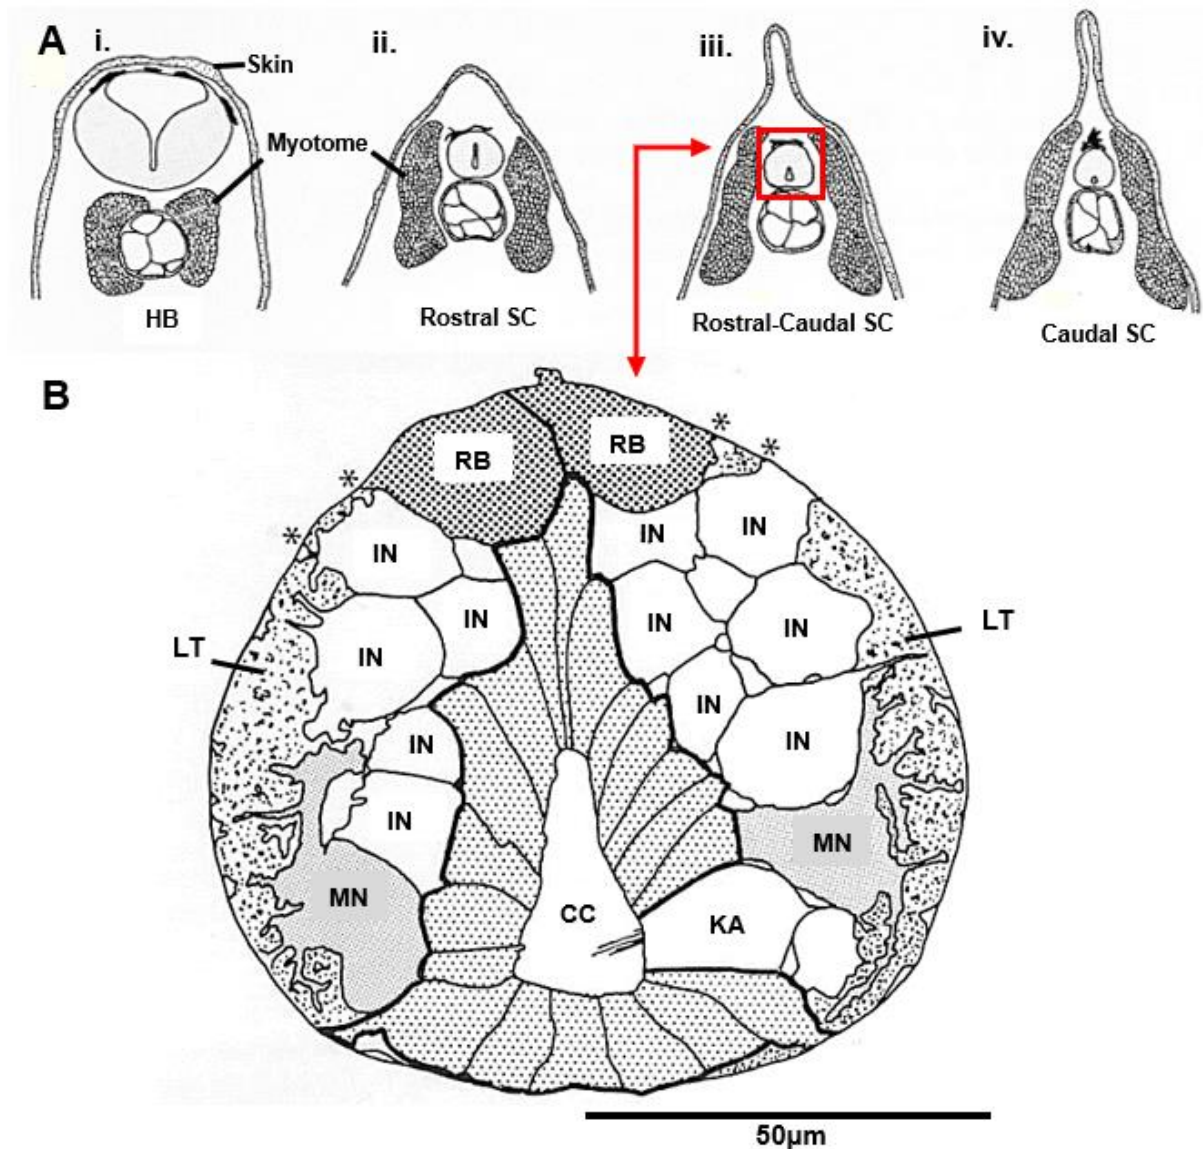 A
i.
ii.
iii.
iv.
Skin
Myotome
HB
Rostral SC
Rostral-Caudal SC
Caudal SC
B
RB
RB
*
*
*
*
IN
IN
IN
IN
IN
IN
IN
LT
LT
IN
IN
IN
IN
IN
MN
MN
CC
KA
50µm